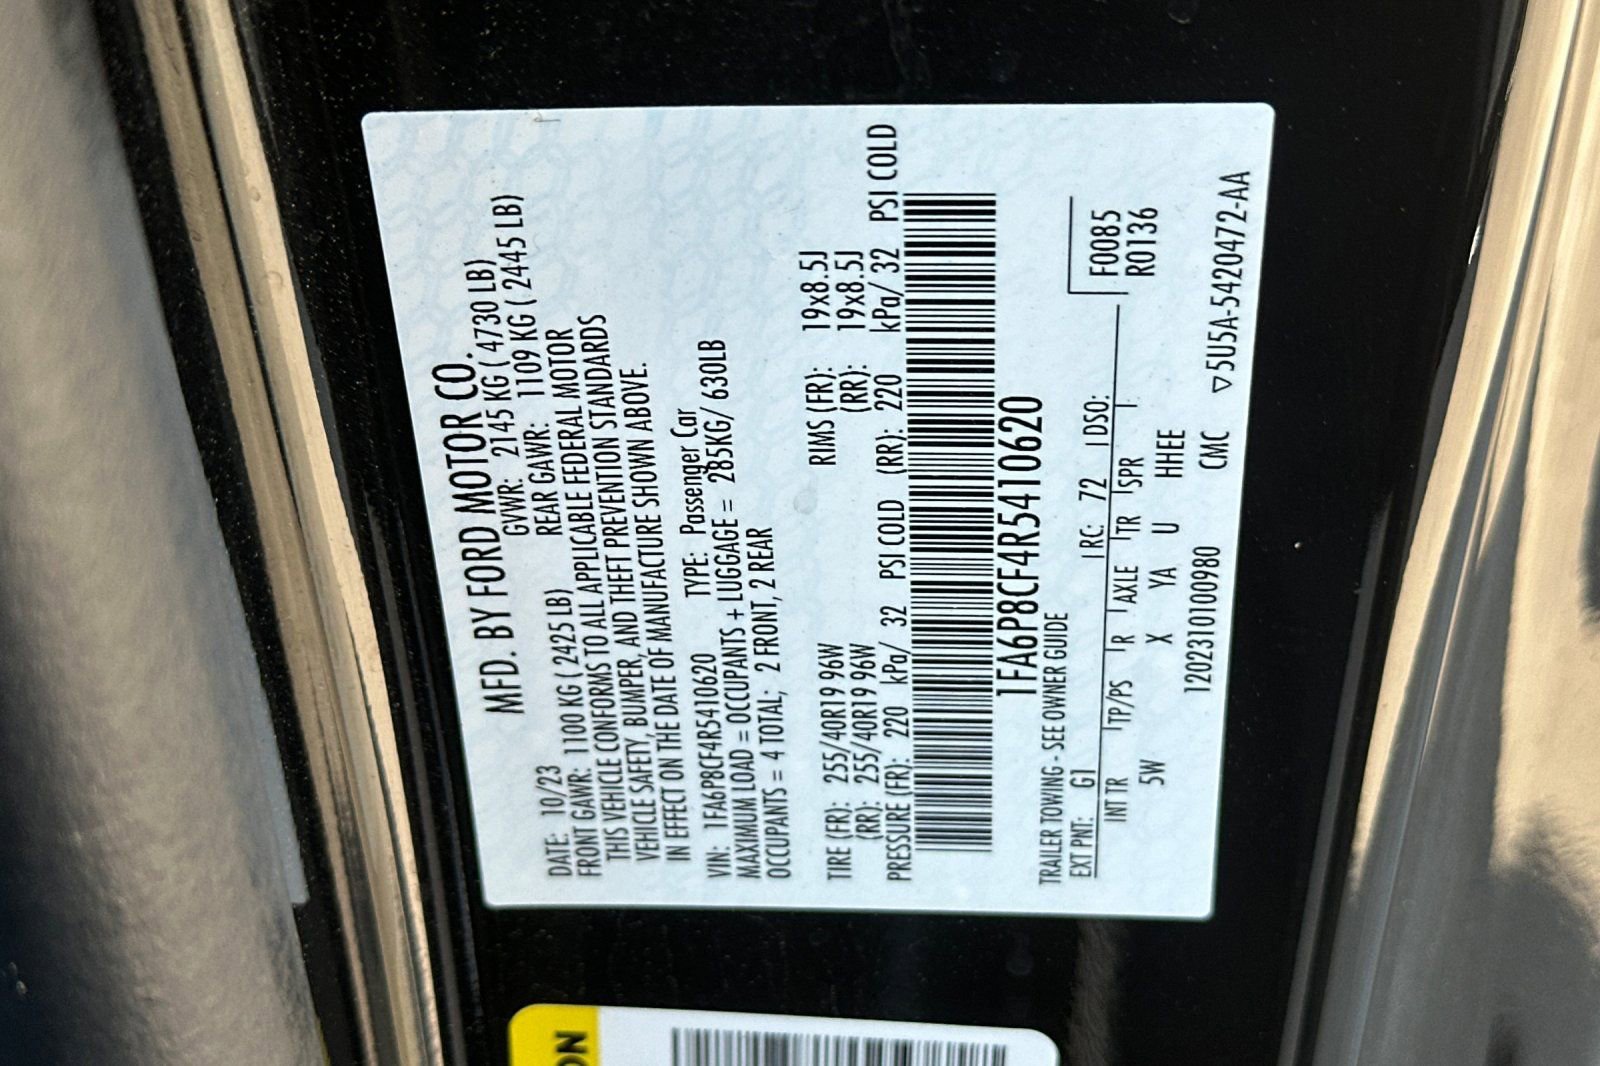 MFD. BY FORD MOTOR CO.
DATE: 10/23 GVWR: 2145 KG ( 4730 LB)
FRONT GAWR: 1100 KG ( 2425 LB) REAR GAWR: 1109 KG ( 2445 LB)
THIS VEHICLE CONFORMS TO ALL APPLICABLE FEDERAL MOTOR
VEHICLE SAFETY, BUMPER, AND THEFT PREVENTION STANDARDS
IN EFFECT ON THE DATE OF MANUFACTURE SHOWN ABOVE.
VIN: 1FA6P8CF4R5410620 TYPE: Passenger Car
MAXIMUM LOAD = OCCUPANTS + LUGGAGE = 285KG/ 630LB
OCCUPANTS = 4 TOTAL; 2 FRONT, 2 REAR
TIRE (FR): 255/40R19 96W RIMS (FR): 19x8.5J
(RR): 255/40R19 96W (RR): 19x8.5J
PRESSURE (FR): 220 kPa/ 32 PSI COLD (RR): 220 kPa/ 32 PSI COLD
1FA6P8CF4R5410620
TRAILER TOWING - SEE OWNER GUIDE
EXT PNT: G1 RC: 72 DSO: F0085
INT TR TP/PS R AXLE TR SPR R0136
5W X YA U HHEE
1202310100980 CMC ▽5U5A-5420472-AA
ON